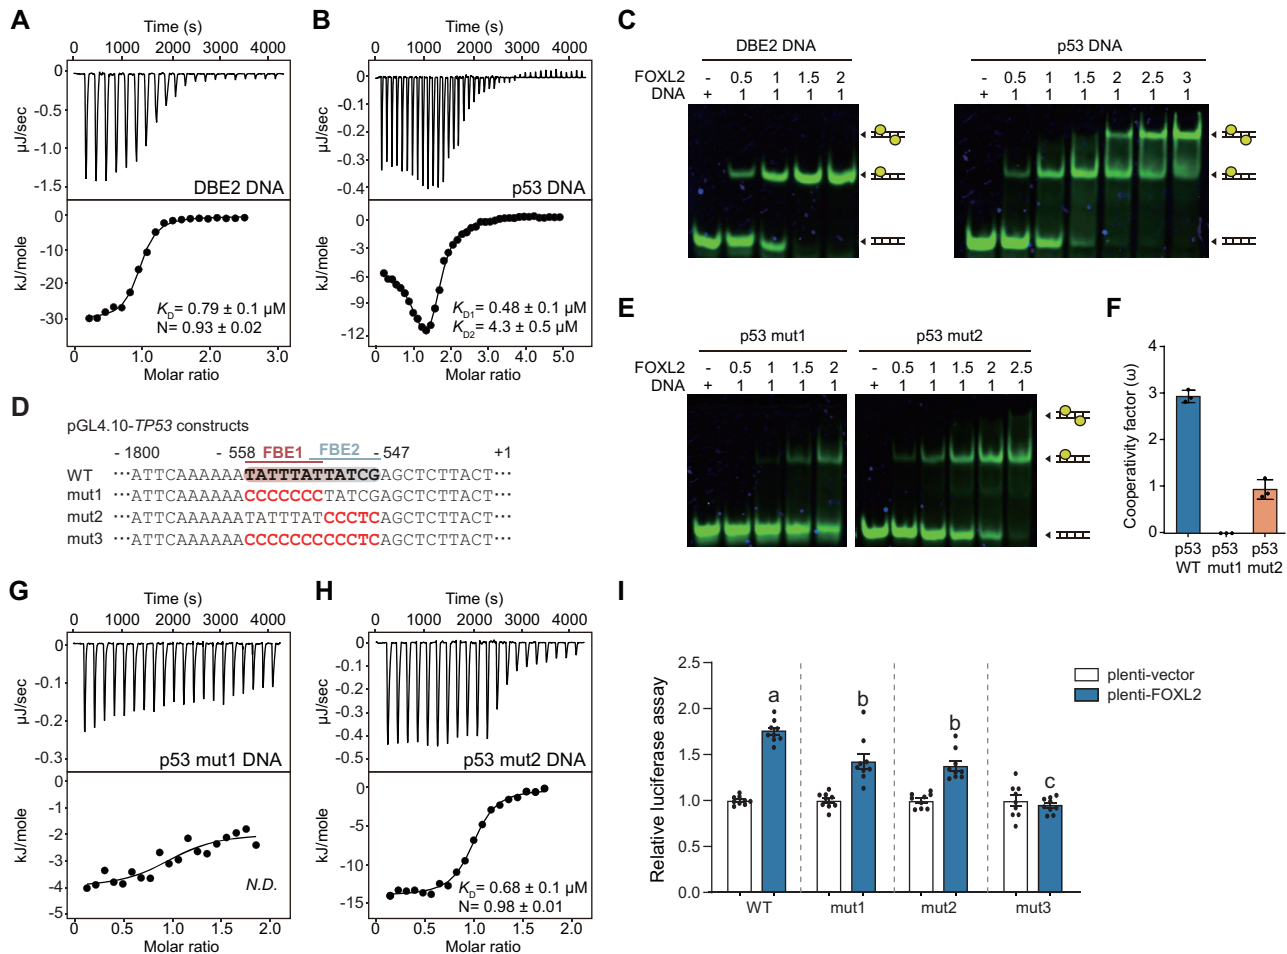 A
Time (s)
0 1000 2000 3000 4000
0
-0.5
-1.0
-1.5
µJ/sec
DBE2 DNA
0
-10
-20
-30
kJ/mole
KD= 0.79 ± 0.1 µM
N= 0.93 ± 0.02
0 1.0 2.0 3.0
Molar ratio
B
Time (s)
0 1000 2000 3000 4000
0
-0.1
-0.2
-0.3
-0.4
µJ/sec
p53 DNA
0
-3
-6
-9
-12
kJ/mole
KD1= 0.48 ± 0.1 µM
KD2= 4.3 ± 0.5 µM
0 1.0 2.0 3.0 4.0 5.0
Molar ratio
C
DBE2 DNA
FOXL2 - 0.5 1 1.5 2
DNA + 1 1 1 1
p53 DNA
- 0.5 1 1.5 2 2.5 3
+ 1 1 1 1 1 1
D
pGL4.10-TP53 constructs
- 1800 - 558 FBE1 FBE2 -547 +1
WT ···ATTCAAAAAATATTTATTATCGAGCTCTTACT···
mut1 ···ATTCAAAAAACCCCCCCTATCGAGCTCTTACT···
mut2 ···ATTCAAAAAATATTTATCCCTCAGCTCTTACT···
mut3 ···ATTCAAAAAACCCCCCCCCCTCAGCTCTTACT···
E
p53 mut1
FOXL2 - 0.5 1 1.5 2
DNA + 1 1 1 1
p53 mut2
- 0.5 1 1.5 2 2.5
+ 1 1 1 1 1
F
4
3
2
1
0
Cooperativity factor (ω)
p53 WT
p53 mut1
p53 mut2
G
Time (s)
0 1000 2000 3000 4000
0
-0.1
-0.2
-0.3
µJ/sec
p53 mut1 DNA
0
-1
-2
-3
-4
-5
kJ/mole
N.D.
0 0.5 1.0 1.5 2.0
Molar ratio
H
Time (s)
0 1000 2000 3000 4000
0
-0.1
-0.2
-0.3
-0.4
-0.5
µJ/sec
p53 mut2 DNA
0
-5
-10
-15
kJ/mole
KD= 0.68 ± 0.1 µM
N= 0.98 ± 0.01
0 0.5 1.0 1.5 2.0
Molar ratio
I
2.5
2.0
1.5
1.0
0.5
0.0
Relative luciferase assay
plenti-vector
plenti-FOXL2
a
b
b
c
WT mut1 mut2 mut3